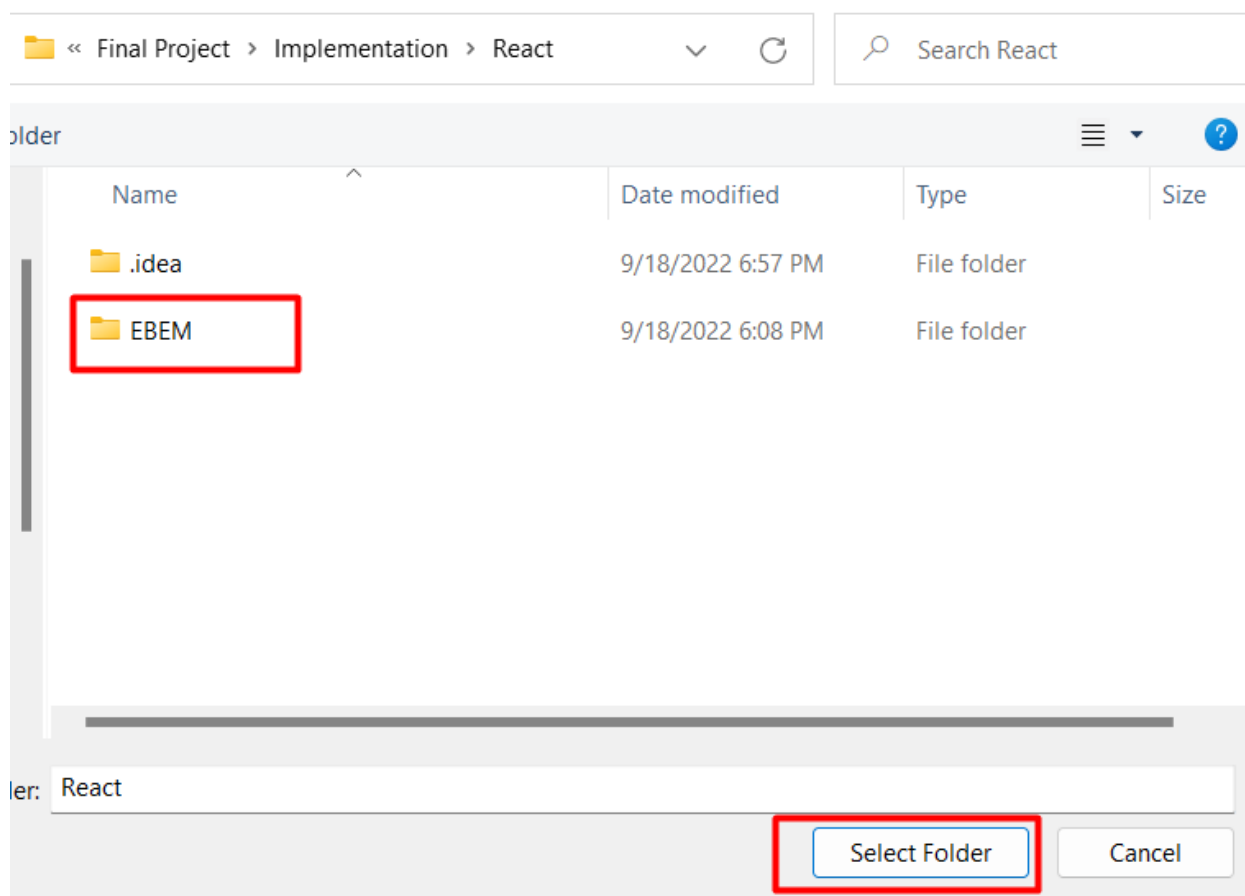 « Final Project > Implementation > React Search React
older ?
Name Date modified Type Size
.idea 9/18/2022 6:57 PM File folder
EBEM 9/18/2022 6:08 PM File folder
ler: React
Select Folder Cancel